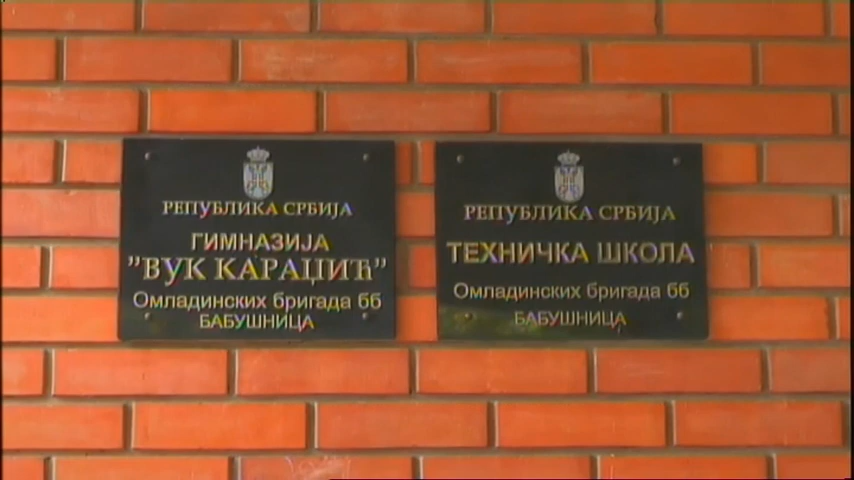 РЕПУБЛИКА СРБИЈА
ГИМНАЗИЈА
"ВУК КАРАЏИЋ"
Омладинских бригада бб
БАБУШНИЦА
РЕПУБЛИКА СРБИЈА
ТЕХНИЧКА ШКОЛА
Омладинских бригада бб
БАБУШНИЦА